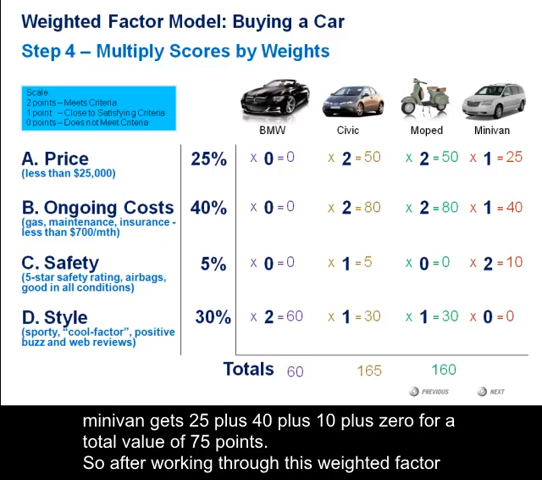 Weighted Factor Model: Buying a Car
Step 4 – Multiply Scores by Weights
Scale
2 points – Meets Criteria
1 point – Close to Satisfying Criteria
0 points – Does not Meet Criteria
BMW Civic Moped Minivan
A. Price 25% x 0 = 0 x 2 = 50 x 2 = 50 x 1 = 25
(less than $25,000)
B. Ongoing Costs 40% x 0 = 0 x 2 = 80 x 2 = 80 x 1 = 40
(gas, maintenance, insurance -
less than $700/mth)
C. Safety 5% x 0 = 0 x 1 = 5 x 0 = 0 x 2 = 10
(5-star safety rating, airbags,
good in all conditions)
D. Style 30% x 2 = 60 x 1 = 30 x 1 = 30 x 0 = 0
(sporty, "cool-factor", positive
buzz and web reviews)
Totals 60 165 160
PREVIOUS NEXT
minivan gets 25 plus 40 plus 10 plus zero for a
total value of 75 points.
So after working through this weighted factor